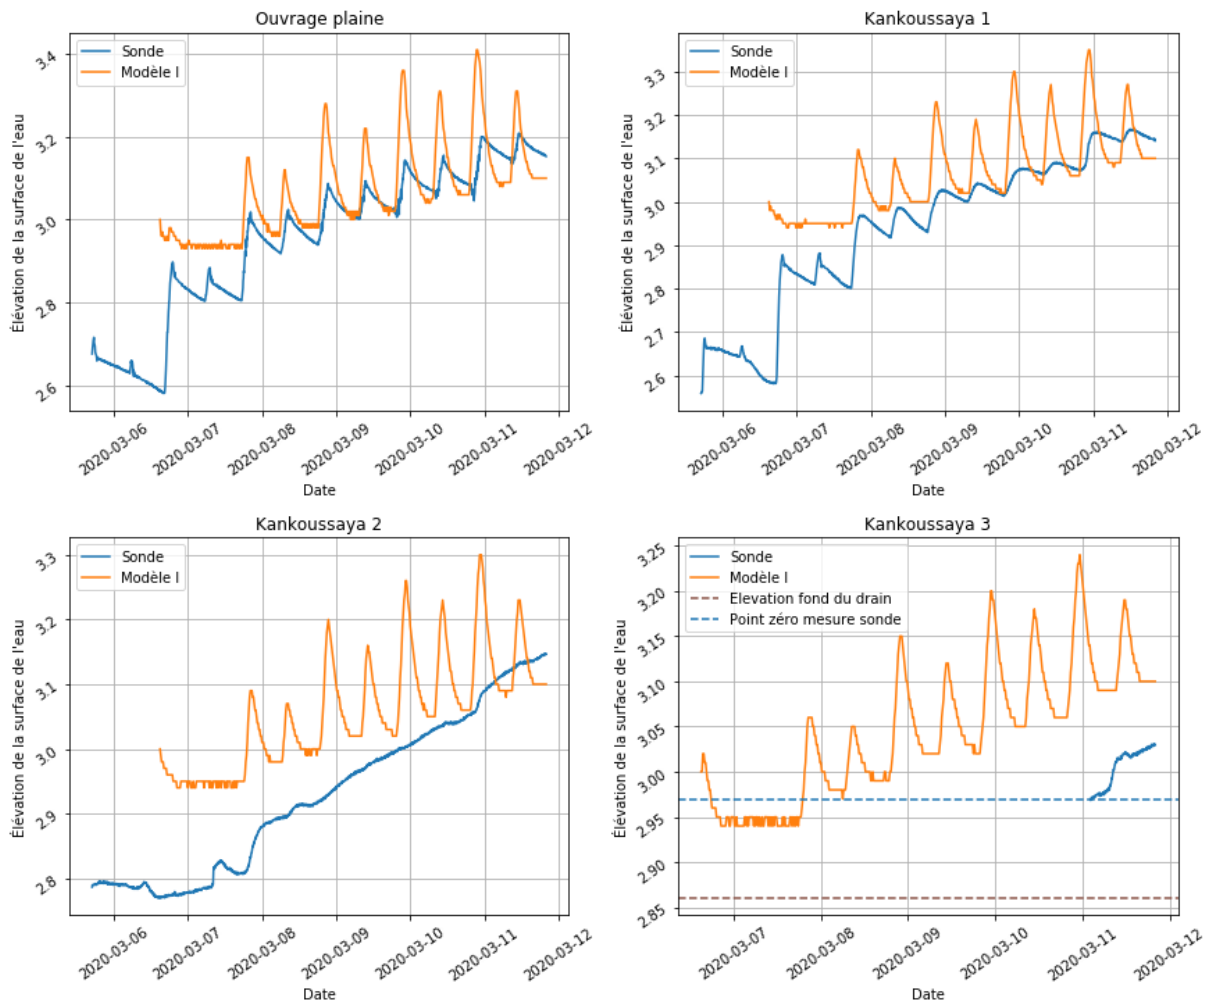 Ouvrage plaine
Sonde
Modèle I
Élévation de la surface de l'eau
3.4
3.2
3.0
2.8
2.6
2020-03-06
2020-03-07
2020-03-08
2020-03-09
2020-03-10
2020-03-11
2020-03-12
Date
Kankoussaya 1
Sonde
Modèle I
Élévation de la surface de l'eau
3.3
3.2
3.1
3.0
2.9
2.8
2.7
2.6
2020-03-06
2020-03-07
2020-03-08
2020-03-09
2020-03-10
2020-03-11
2020-03-12
Date
Kankoussaya 2
Sonde
Modèle I
Élévation de la surface de l'eau
3.3
3.2
3.1
3.0
2.9
2.8
2020-03-06
2020-03-07
2020-03-08
2020-03-09
2020-03-10
2020-03-11
2020-03-12
Date
Kankoussaya 3
Sonde
Modèle I
Elevation fond du drain
Point zéro mesure sonde
Élévation de la surface de l'eau
3.25
3.20
3.15
3.10
3.05
3.00
2.95
2.90
2.85
2020-03-07
2020-03-08
2020-03-09
2020-03-10
2020-03-11
2020-03-12
Date